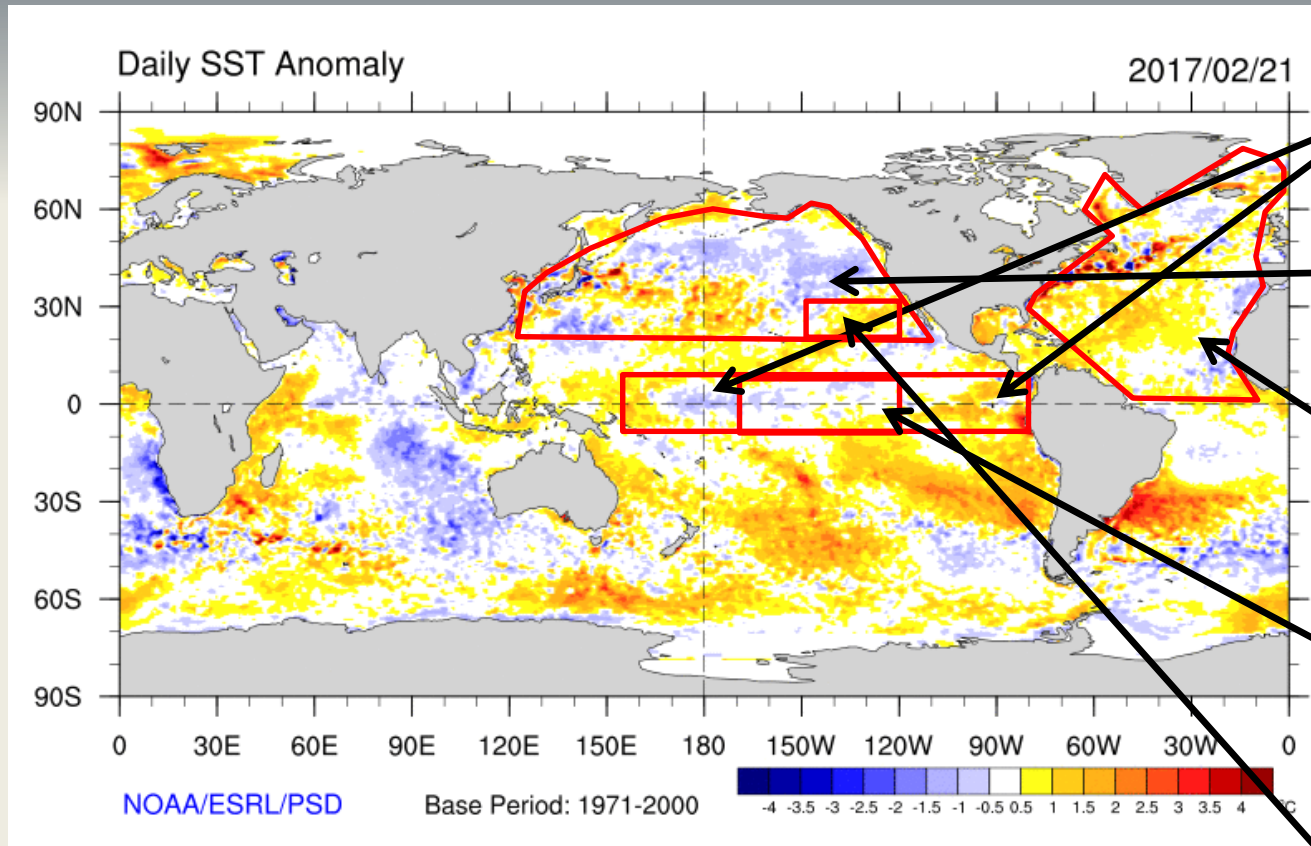 Daily SST Anomaly
2017/02/21
90N
60N
30N
0
30S
60S
90S
0 30E 60E 90E 120E 150E 180 150W 120W 90W 60W 30W 0
NOAA/ESRL/PSD
Base Period: 1971-2000
-4 -3.5 -3 -2.5 -2 -1.5 -1 -0.5 0.5 1 1.5 2 2.5 3 3.5 4 °C